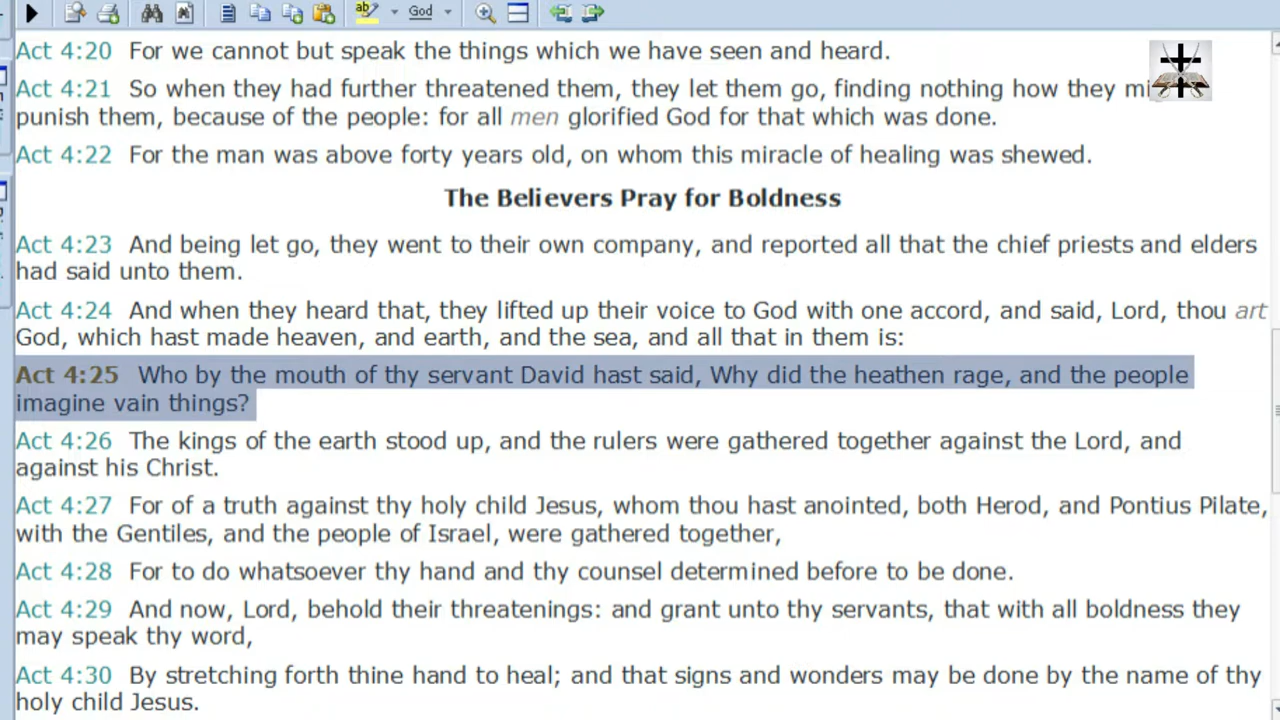 God
Act 4:20 For we cannot but speak the things which we have seen and heard.
Act 4:21 So when they had further threatened them, they let them go, finding nothing how they
punish them, because of the people: for all men glorified God for that which was done.
Act 4:22 For the man was above forty years old, on whom this miracle of healing was shewed.
The Believers Pray for Boldness
Act 4:23 And being let go, they went to their own company, and reported all that the chief priests and elders
had said unto them.
Act 4:24 And when they heard that, they lifted up their voice to God with one accord, and said, Lord, thou art
God, which hast made heaven, and earth, and the sea, and all that in them is:
Act 4:25 Who by the mouth of thy servant David hast said, Why did the heathen rage, and the people
imagine vain things?
Act 4:26 The kings of the earth stood up, and the rulers were gathered together against the Lord, and
against his Christ.
Act 4:27 For of a truth against thy holy child Jesus, whom thou hast anointed, both Herod, and Pontius Pilate,
with the Gentiles, and the people of Israel, were gathered together,
Act 4:28 For to do whatsoever thy hand and thy counsel determined before to be done.
Act 4:29 And now, Lord, behold their threatenings: and grant unto thy servants, that with all boldness they
may speak thy word,
Act 4:30 By stretching forth thine hand to heal; and that signs and wonders may be done by the name of thy
holy child Jesus.